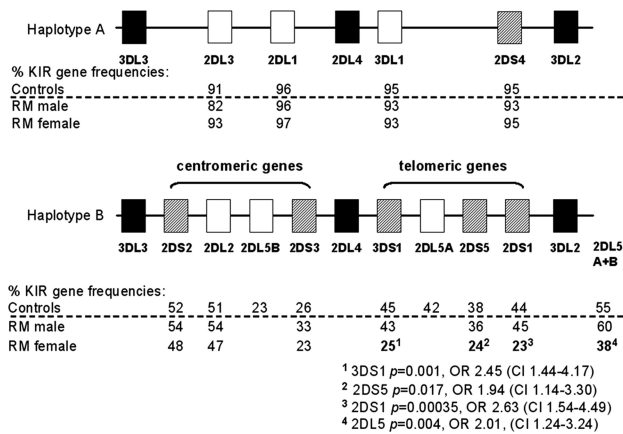 Haplotype A
3DL3 2DL3 2DL1 2DL4 3DL1 2DS4 3DL2
% KIR gene frequencies:
Controls 91 96 95 95
RM male 82 96 93 93
RM female 93 97 93 95
centromeric genes telomeric genes
Haplotype B
3DL3 2DS2 2DL2 2DL5B 2DS3 2DL4 3DS1 2DL5A 2DS5 2DS1 3DL2 2DL5
A+B
% KIR gene frequencies:
Controls 52 51 23 26 45 42 38 44 55
RM male 54 54 33 43 36 45 60
RM female 48 47 23 25¹ 24² 23³ 38⁴
¹ 3DS1 p=0.001, OR 2.45 (CI 1.44-4.17)
² 2DS5 p=0.017, OR 1.94 (CI 1.14-3.30)
³ 2DS1 p=0.00035, OR 2.63 (CI 1.54-4.49)
⁴ 2DL5 p=0.004, OR 2.01, (CI 1.24-3.24)